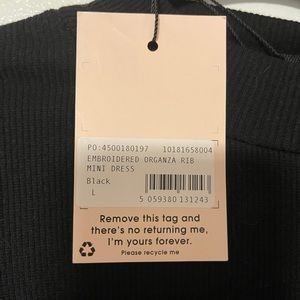 PO:4500180197 10181658004
EMBROIDERED ORGANZA RIB
MINI DRESS
Black
L
5 059380 131243
Remove this tag and
there's no returning me,
I'm yours forever.
Please recycle me